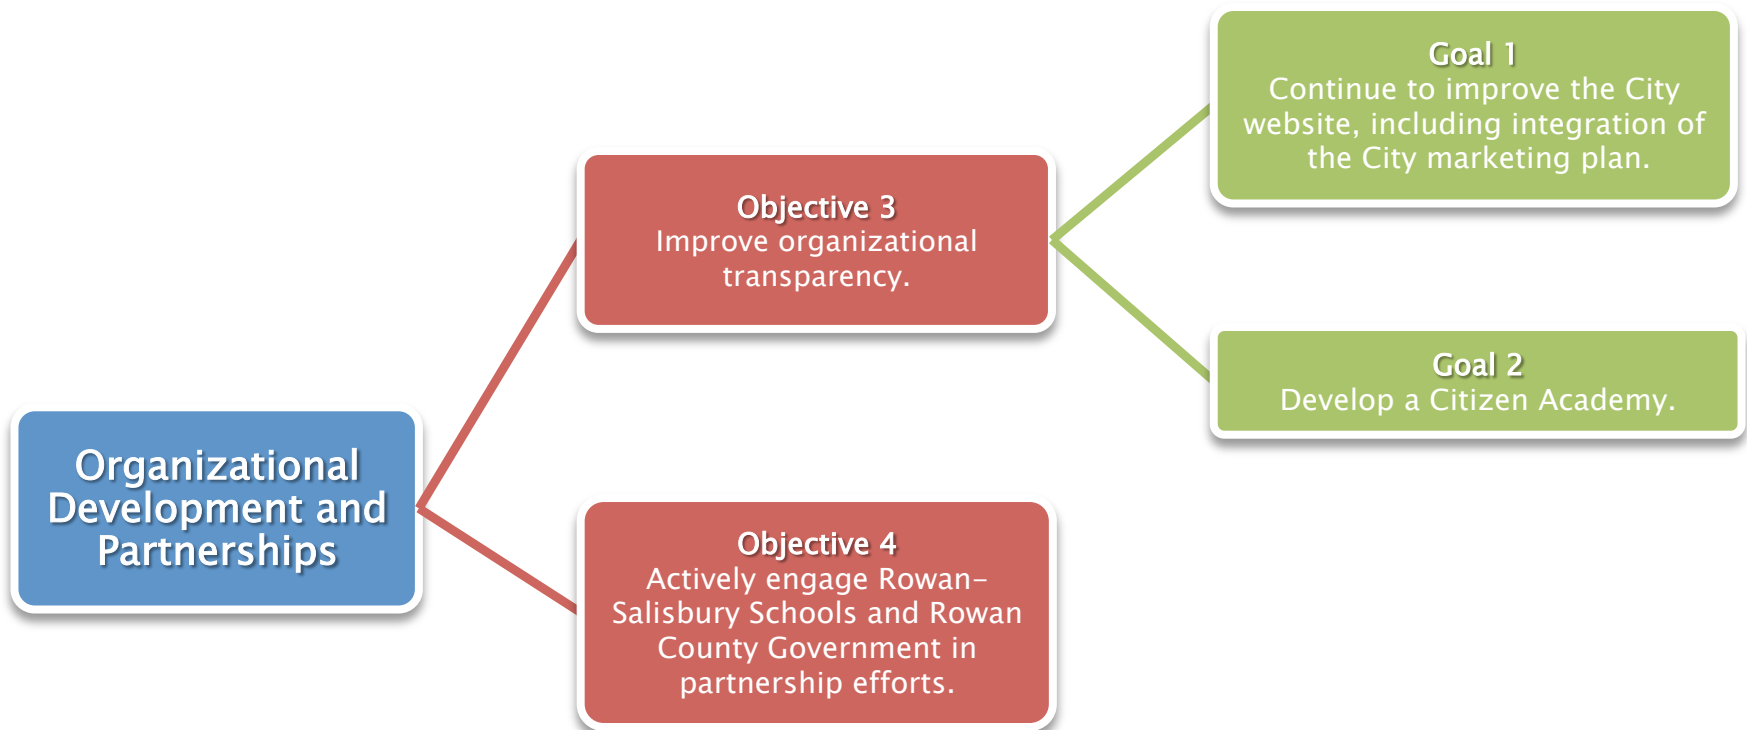 Organizational
Development and
Partnerships
Objective 3
Improve organizational
transparency.
Goal 1
Continue to improve the City
website, including integration of
the City marketing plan.
Goal 2
Develop a Citizen Academy.
Objective 4
Actively engage Rowan-
Salisbury Schools and Rowan
County Government in
partnership efforts.